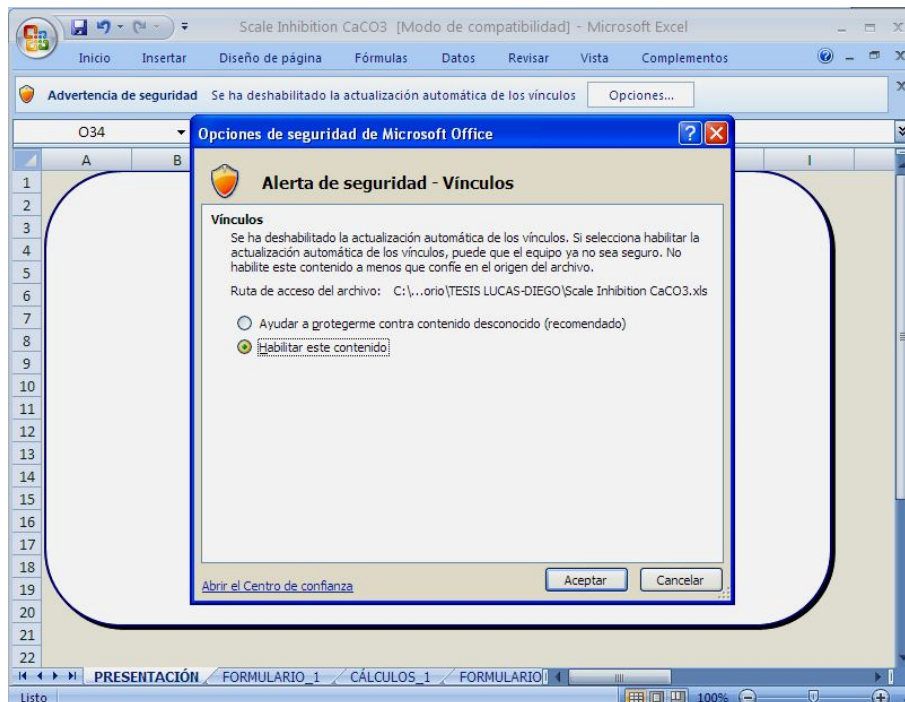 Scale Inhibition CaCO3 [Modo de compatibilidad] - Microsoft Excel
Inicio Insertar Diseño de página Fórmulas Datos Revisar Vista Complementos
Advertencia de seguridad Se ha deshabilitado la actualización automática de los vínculos Opciones...
O34
Opciones de seguridad de Microsoft Office
A B I
1
2
3
4
5
6
7
8
9
10
11
12
13
14
15
16
17
18
19
20
21
22
Alerta de seguridad - Vínculos
Vínculos
Se ha deshabilitado la actualización automática de los vínculos. Si selecciona habilitar la
actualización automática de los vínculos, puede que el equipo ya no sea seguro. No
habilite este contenido a menos que confíe en el origen del archivo.
Ruta de acceso del archivo: C:\...orio\TESIS LUCAS-DIEGO\Scale Inhibition CaCO3.xls
Ayudar a protegerme contra contenido desconocido (recomendado)
Habilitar este contenido
Abrir el Centro de confianza
Aceptar Cancelar
PRESENTACIÓN FORMULARIO_1 CÁLCULOS_1 FORMULARIO
Listo 100%